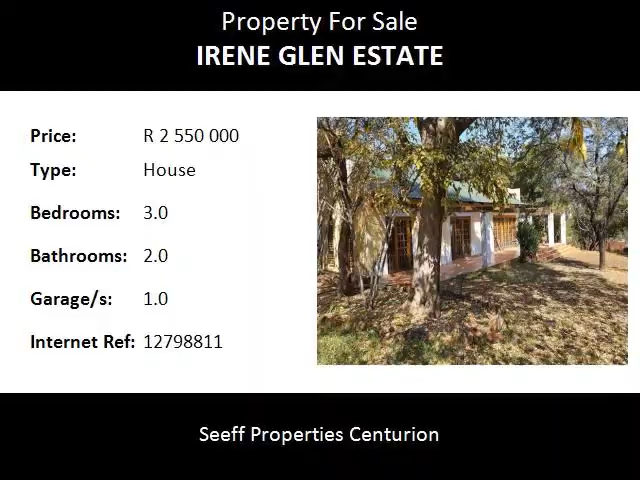 Property For Sale
IRENE GLEN ESTATE
Price: R 2 550 000
Type: House
Bedrooms: 3.0
Bathrooms: 2.0
Garage/s: 1.0
Internet Ref: 12798811
Seeff Properties Centurion